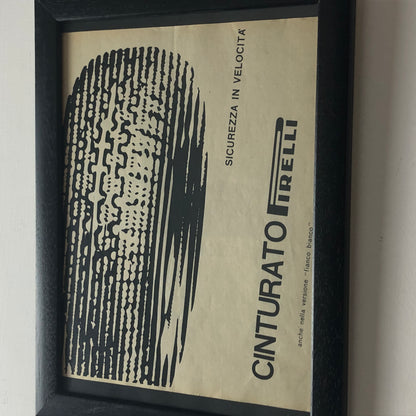 SICUREZZA IN VELOCITÀ
CINTURATO PIRELLI
anche nella versione "fianco bianco"